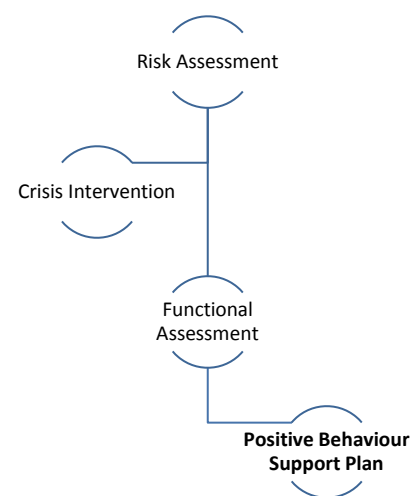 Risk Assessment
Crisis Intervention
Functional
Assessment
Positive Behaviour
Support Plan